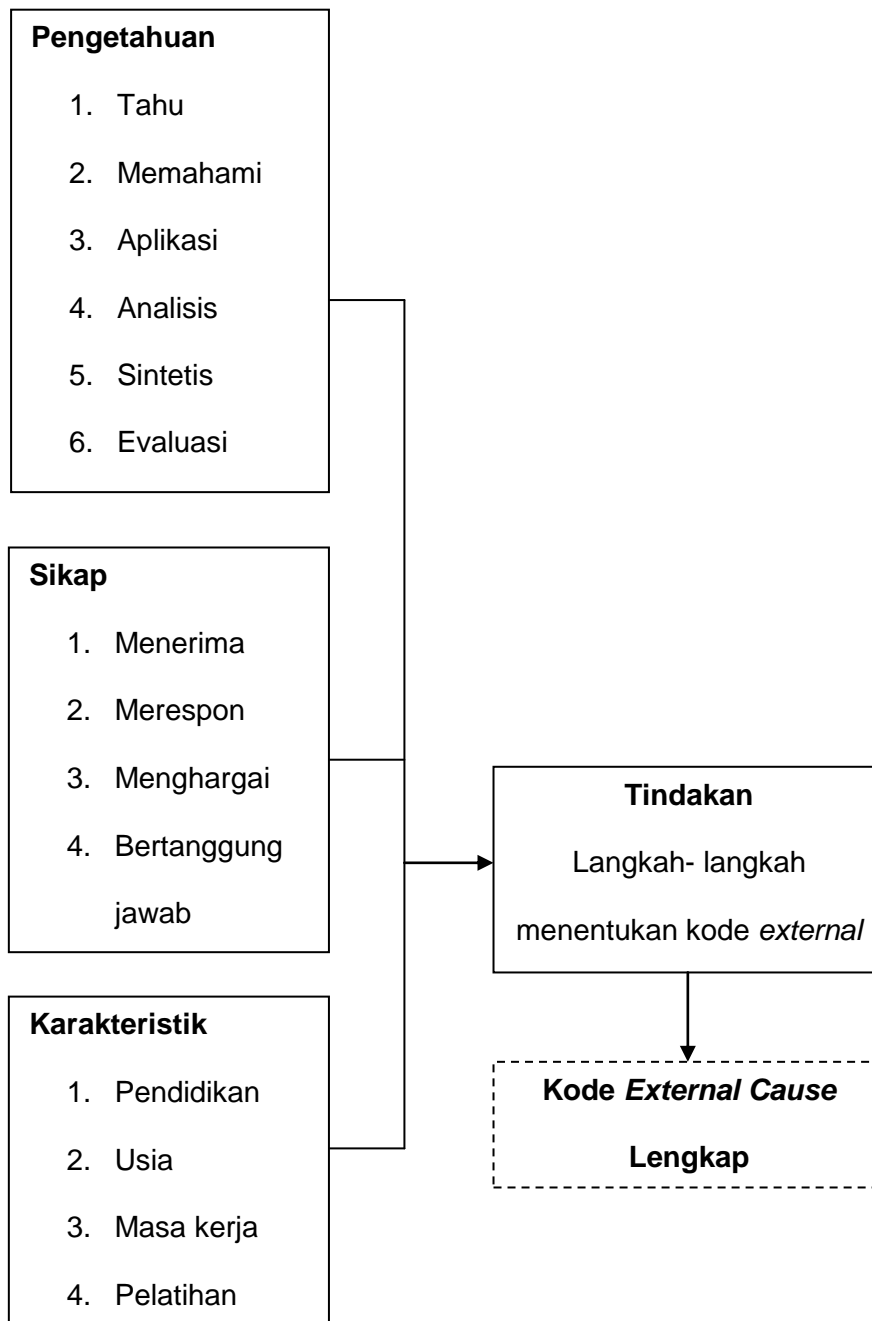 Pengetahuan
1. Tahu
2. Memahami
3. Aplikasi
4. Analisis
5. Sintetis
6. Evaluasi
Sikap
1. Menerima
2. Merespon
3. Menghargai
4. Bertanggung
jawab
Karakteristik
1. Pendidikan
2. Usia
3. Masa kerja
4. Pelatihan
Tindakan
Langkah- langkah
menentukan kode external
Kode External Cause
Lengkap